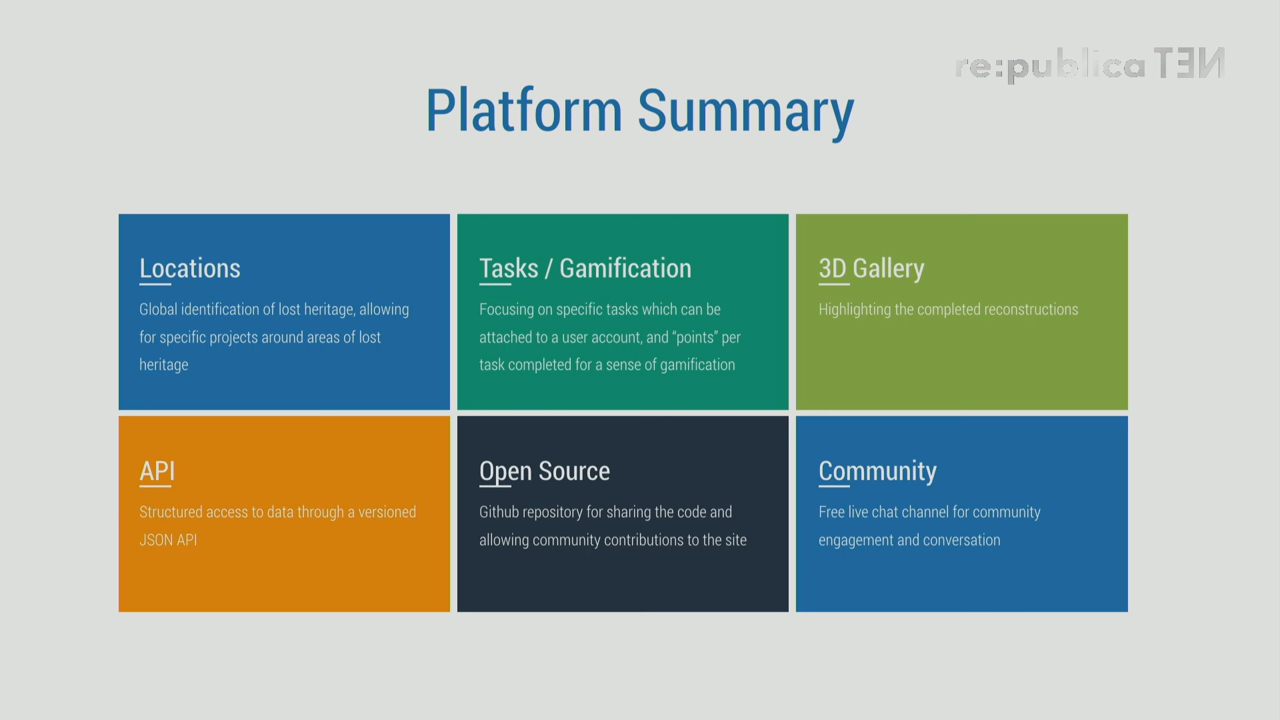 re:publica TEN
Platform Summary
Locations
Global identification of lost heritage, allowing
for specific projects around areas of lost
heritage
Tasks / Gamification
Focusing on specific tasks which can be
attached to a user account, and “points” per
task completed for a sense of gamification
3D Gallery
Highlighting the completed reconstructions
API
Structured access to data through a versioned
JSON API
Open Source
Github repository for sharing the code and
allowing community contributions to the site
Community
Free live chat channel for community
engagement and conversation